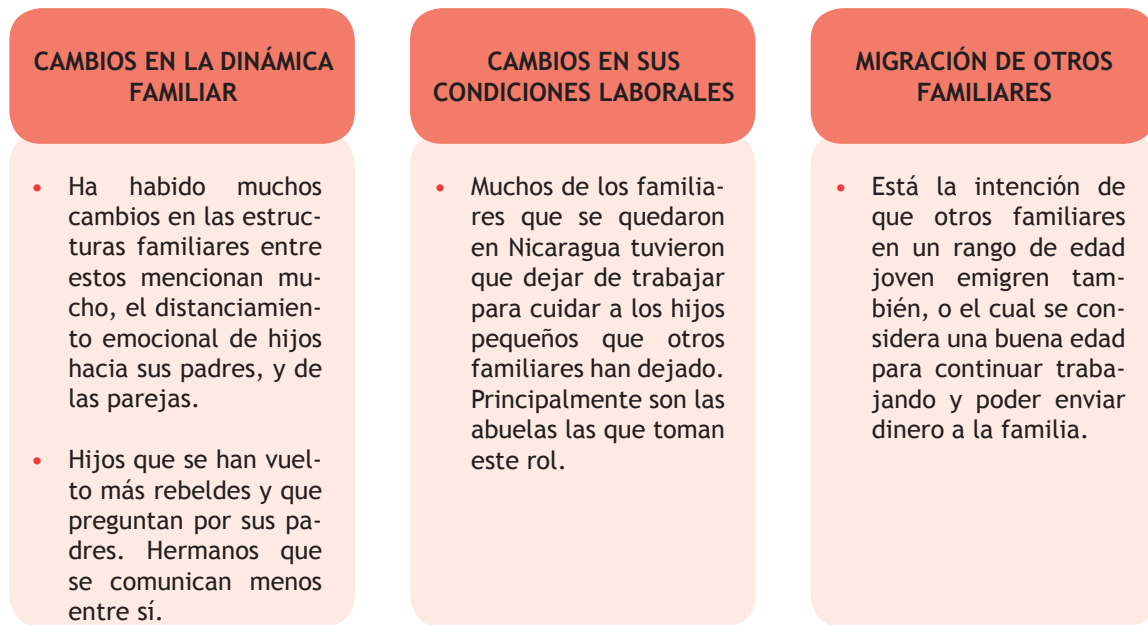 CAMBIOS EN LA DINÁMICA
FAMILIAR
• Ha habido muchos
cambios en las estruc-
turas familiares entre
estos mencionan mu-
cho, el distanciamien-
to emocional de hijos
hacia sus padres, y de
las parejas.
• Hijos que se han vuel-
to más rebeldes y que
preguntan por sus pa-
dres. Hermanos que
se comunican menos
entre sí.
CAMBIOS EN SUS
CONDICIONES LABORALES
• Muchos de los familia-
res que se quedaron
en Nicaragua tuvieron
que dejar de trabajar
para cuidar a los hijos
pequeños que otros
familiares han dejado.
Principalmente son las
abuelas las que toman
este rol.
MIGRACIÓN DE OTROS
FAMILIARES
• Está la intención de
que otros familiares
en un rango de edad
joven emigren tam-
bién, o el cual se con-
sidera una buena edad
para continuar traba-
jando y poder enviar
dinero a la familia.